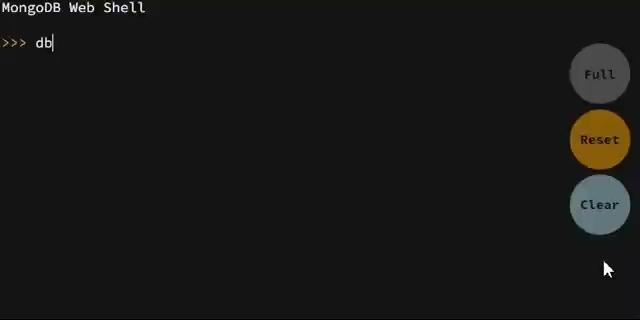 MongoDB Web Shell
>>> db
Full
Reset
Clear